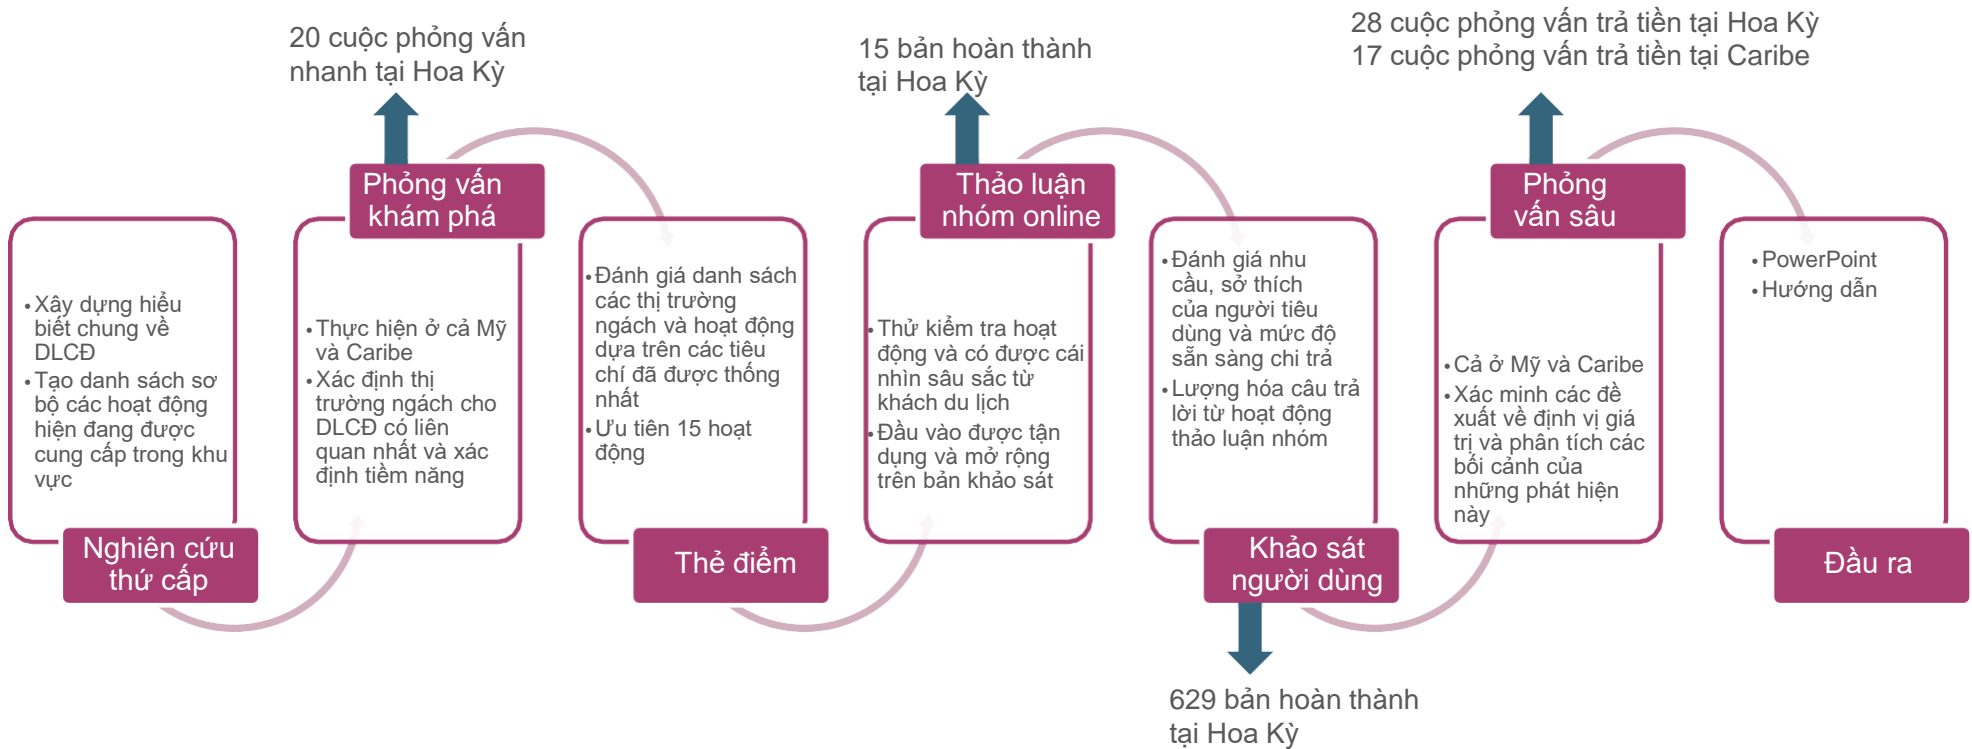 20 cuộc phỏng vấn
nhanh tại Hoa Kỳ
15 bản hoàn thành
tại Hoa Kỳ
28 cuộc phỏng vấn trả tiền tại Hoa Kỳ
17 cuộc phỏng vấn trả tiền tại Caribe
•Xây dựng hiểu
biết chung về
DLCĐ
•Tạo danh sách sơ
bộ các hoạt động
hiện đang được
cung cấp trong khu
vực
Nghiên cứu
thứ cấp
Phỏng vấn
khám phá
•Thực hiện ở cả Mỹ
và Caribe
•Xác định thị
trường ngách cho
DLCĐ có liên
quan nhất và xác
định tiềm năng
•Đánh giá danh sách
các thị trường
ngách và hoạt động
dựa trên các tiêu
chí đã được thống
nhất
•Ưu tiên 15 hoạt
động
Thẻ điểm
Thảo luận
nhóm online
•Thử kiểm tra hoạt
động và có được cái
nhìn sâu sắc từ
khách du lịch
•Đầu vào được tận
dụng và mở rộng
trên bản khảo sát
•Đánh giá nhu
cầu, sở thích
của người tiêu
dùng và mức độ
sẵn sàng chi trả
•Lượng hóa câu trả
lời từ hoạt động
thảo luận nhóm
Khảo sát
người dùng
629 bản hoàn thành
tại Hoa Kỳ
Phỏng
vấn sâu
•Cả ở Mỹ và Caribe
•Xác minh các đề
xuất về định vị giá
trị và phân tích các
bối cảnh của
những phát hiện
này
•PowerPoint
•Hướng dẫn
Đầu ra